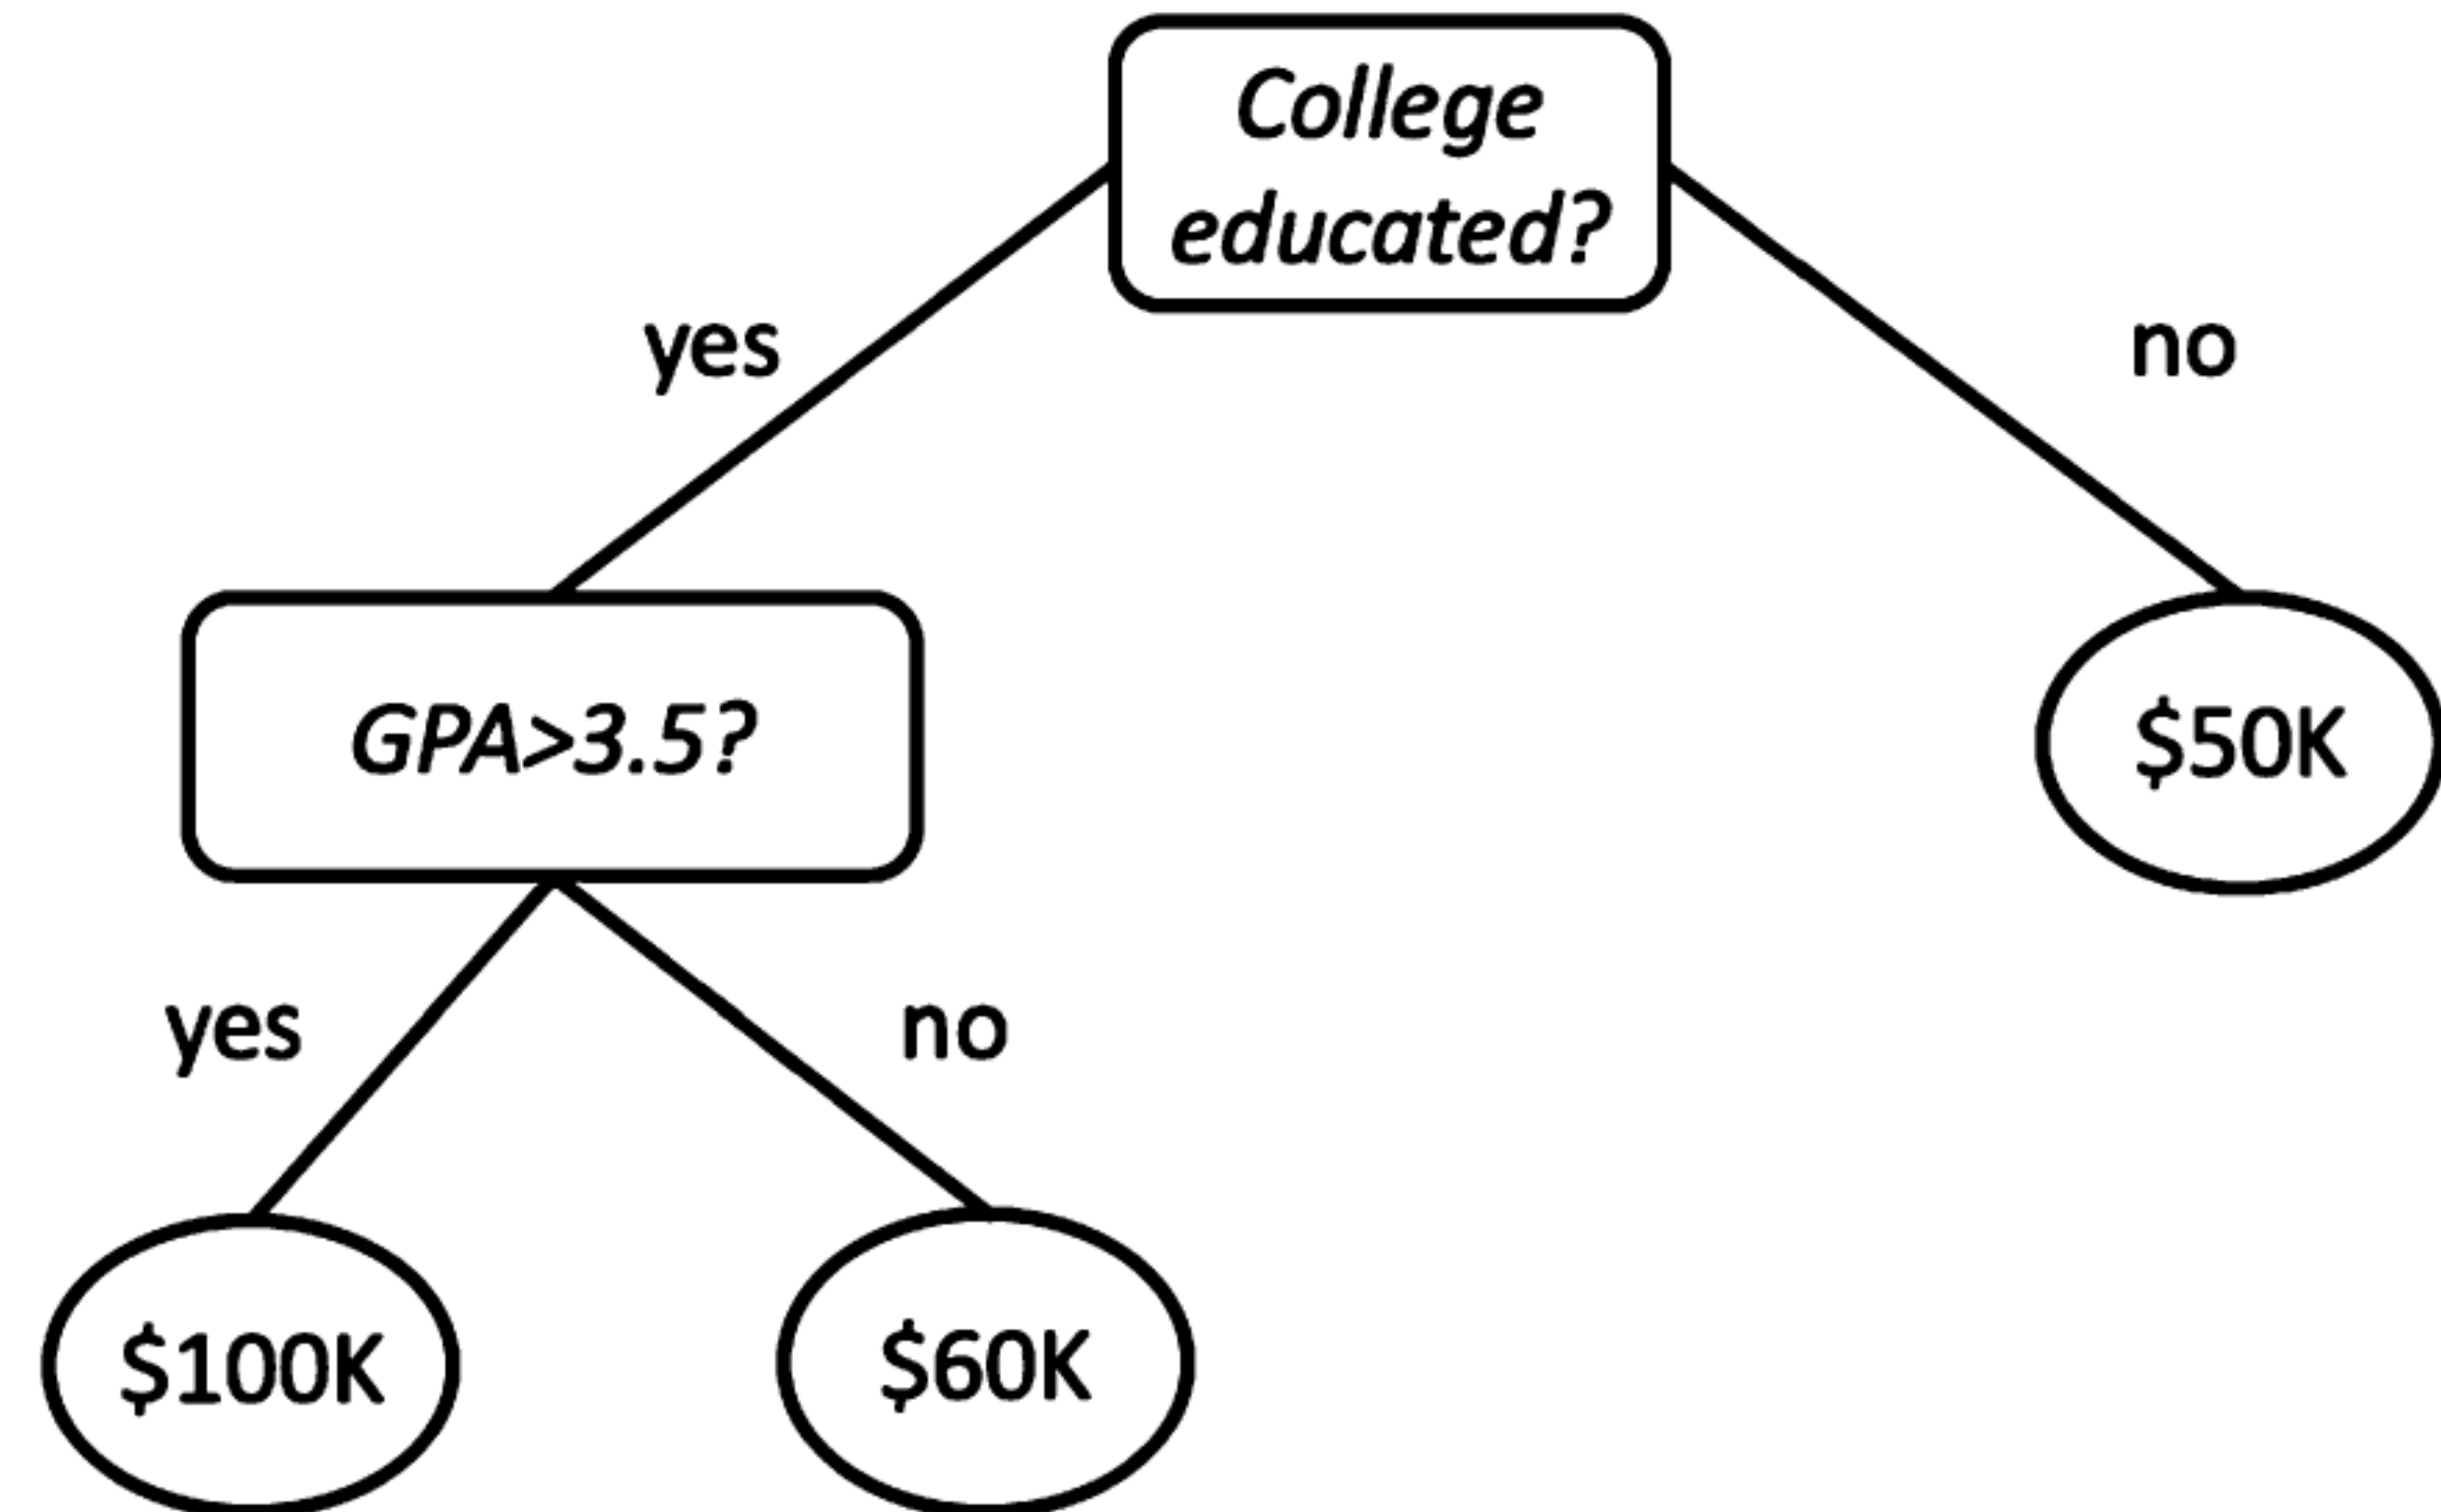 College
educated?
yes
no
GPA>3.5?
$50K
yes
no
$100K
$60K